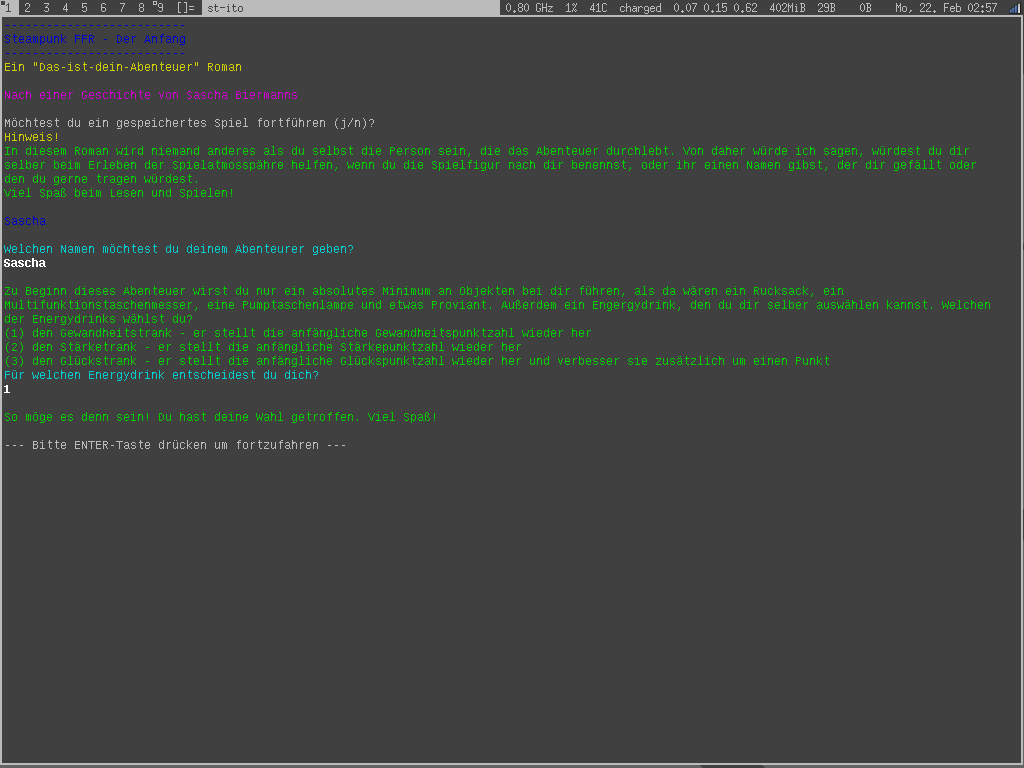 1 2 3 4 5 6 7 8 9 []= st-ito 0.80 GHz 1% 41C charged 0.07 0.15 0.62 402MiB 29B 0B Mo, 22. Feb 02:57
--------------------------
Steampunk FFR - Der Anfang
--------------------------
Ein "Das-ist-dein-Abenteuer" Roman
Nach einer Geschichte von Sascha Biermanns
Möchtest du ein gespeichertes Spiel fortführen (j/n)?
Hinweis!
In diesem Roman wird niemand anderes als du selbst die Person sein, die das Abenteuer durchlebt. Von daher würde ich sagen, würdest du dir
selber beim Erleben der Spielatmosspähre helfen, wenn du die Spielfigur nach dir benennst, oder ihr einen Namen gibst, der dir gefällt oder
den du gerne tragen würdest.
Viel Spaß beim Lesen und Spielen!
Sascha
Welchen Namen möchtest du deinem Abenteurer geben?
Sascha
Zu Beginn dieses Abenteuer wirst du nur ein absolutes Minimum an Objekten bei dir führen, als da wären ein Rucksack, ein
Multifunktionstaschenmesser, eine Pumptaschenlampe und etwas Proviant. Außerdem ein Engergydrink, den du dir selber auswählen kannst. Welchen
der Energydrinks wählst du?
(1) den Gewandheitstrank - er stellt die anfängliche Gewandheitspunktzahl wieder her
(2) den Stärketrank - er stellt die anfängliche Stärkepunktzahl wieder her
(3) den Glückstrank - er stellt die anfängliche Glückspunktzahl wieder her und verbesser sie zusätzlich um einen Punkt
Für welchen Energydrink entscheidest du dich?
1
So möge es denn sein! Du hast deine Wahl getroffen. Viel Spaß!
--- Bitte ENTER-Taste drücken um fortzufahren ---